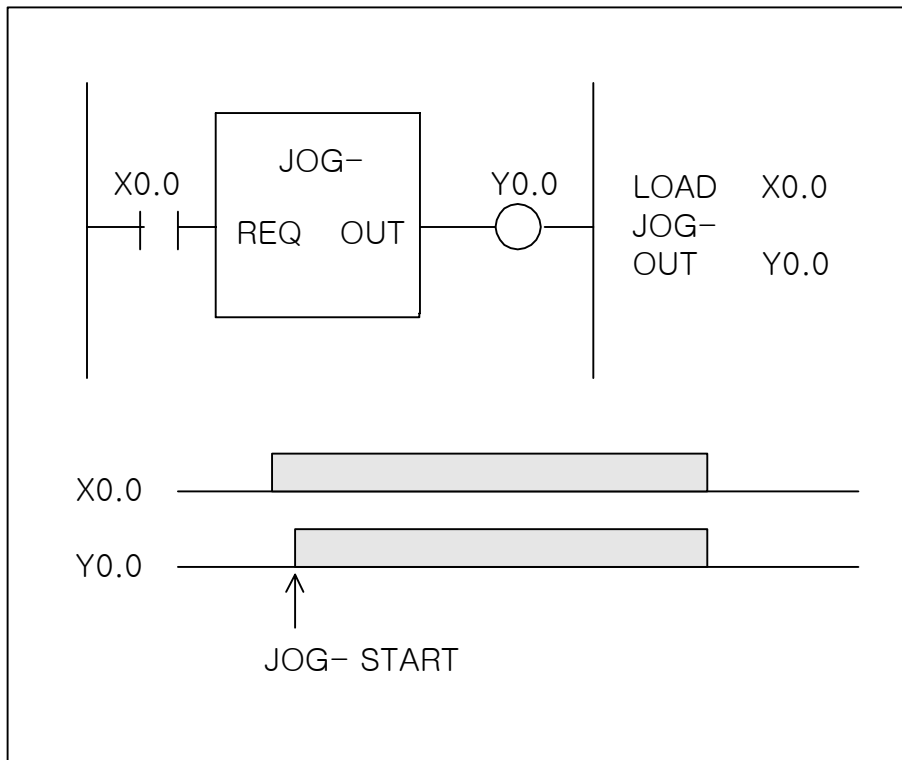 JOG-
X0.0
REQ OUT
Y0.0
LOAD X0.0
JOG-
OUT Y0.0
X0.0
Y0.0
JOG- START